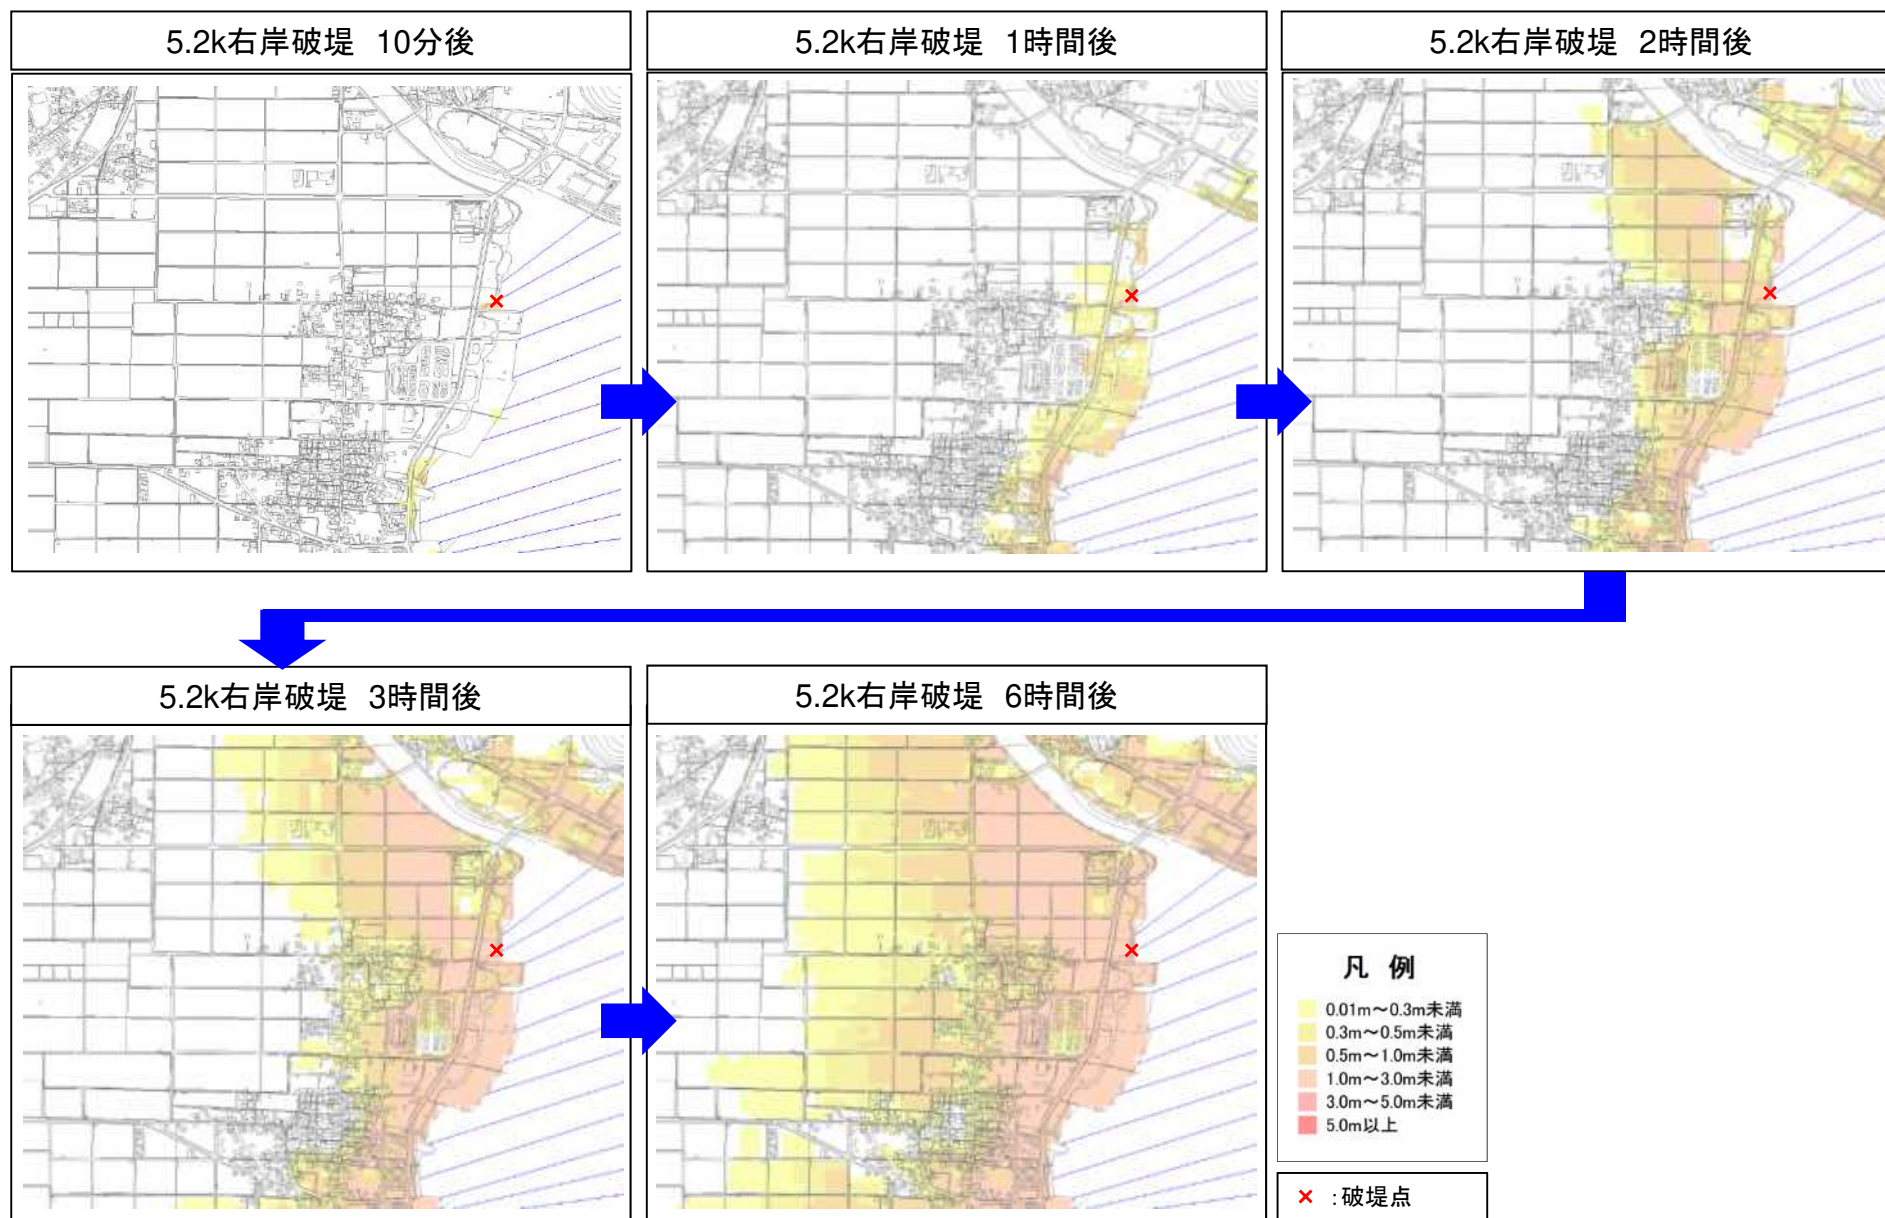 5.2k右岸破堤 10分後
5.2k右岸破堤 1時間後
5.2k右岸破堤 2時間後
5.2k右岸破堤 3時間後
5.2k右岸破堤 6時間後
凡 例
0.01m～0.3m未満
0.3m～0.5m未満
0.5m～1.0m未満
1.0m～3.0m未満
3.0m～5.0m未満
5.0m以上
× :破堤点